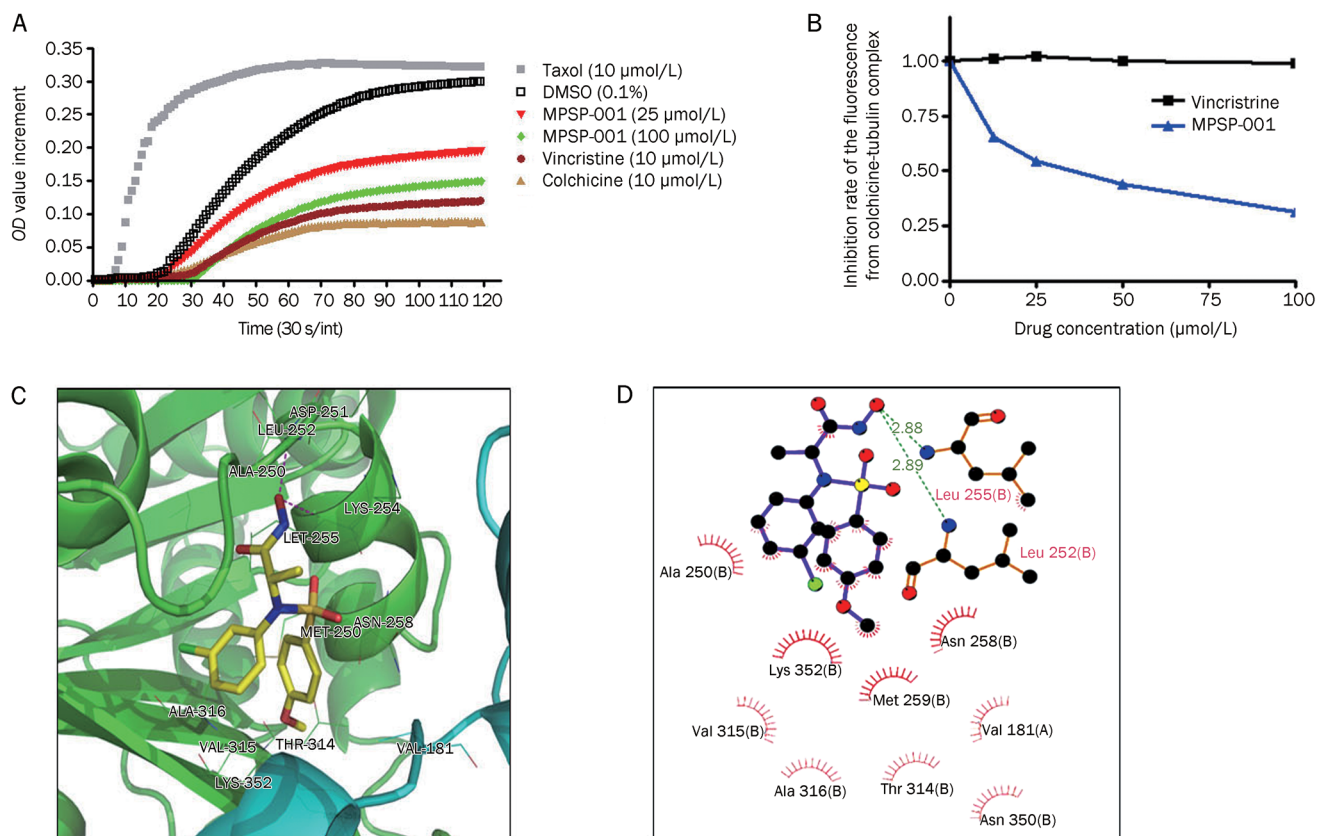 A
OD value increment
0.35
0.30
0.25
0.20
0.15
0.10
0.05
0.00
0 10 20 30 40 50 60 70 80 90 100 110 120
Time (30 s/int)
Taxol (10 μmol/L)
DMSO (0.1%)
MPSP-001 (25 μmol/L)
MPSP-001 (100 μmol/L)
Vincristine (10 μmol/L)
Colchicine (10 μmol/L)
B
Inhibition rate of the fluorescence
from colchicine-tubulin complex
1.00
0.75
0.50
0.25
0.00
0 25 50 75 100
Drug concentration (μmol/L)
Vincristrine
MPSP-001
C
ASP-251
LEU-252
ALA-250
LYS-254
LET-255
ASN-258
MET-250
ALA-316
VAL-315
THR-314
VAL-181
LYS-352
D
2.88
2.89
Leu 255(B)
Leu 252(B)
Ala 250(B)
Asn 258(B)
Lys 352(B)
Met 259(B)
Val 315(B)
Val 181(A)
Ala 316(B)
Thr 314(B)
Asn 350(B)